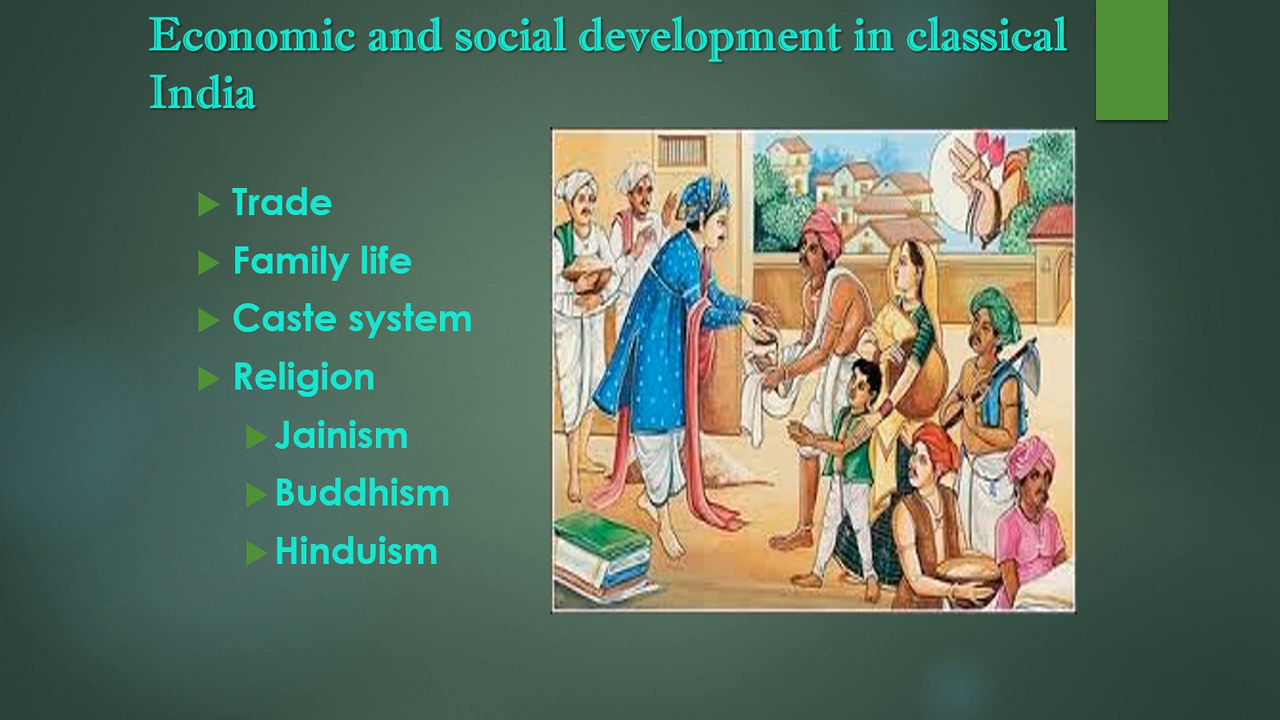 Economic and social development in classical
India
Trade
Family life
Caste system
Religion
Jainism
Buddhism
Hinduism